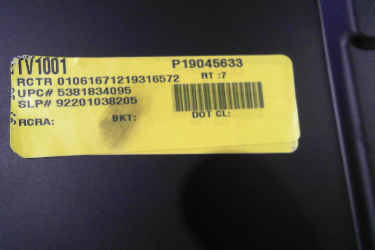 TV1001 P19045633
RCTR 01061671219316572 RT :7
UPC# 5381834095
SLP# 92201038205
RCRA: BKT: DOT CL: